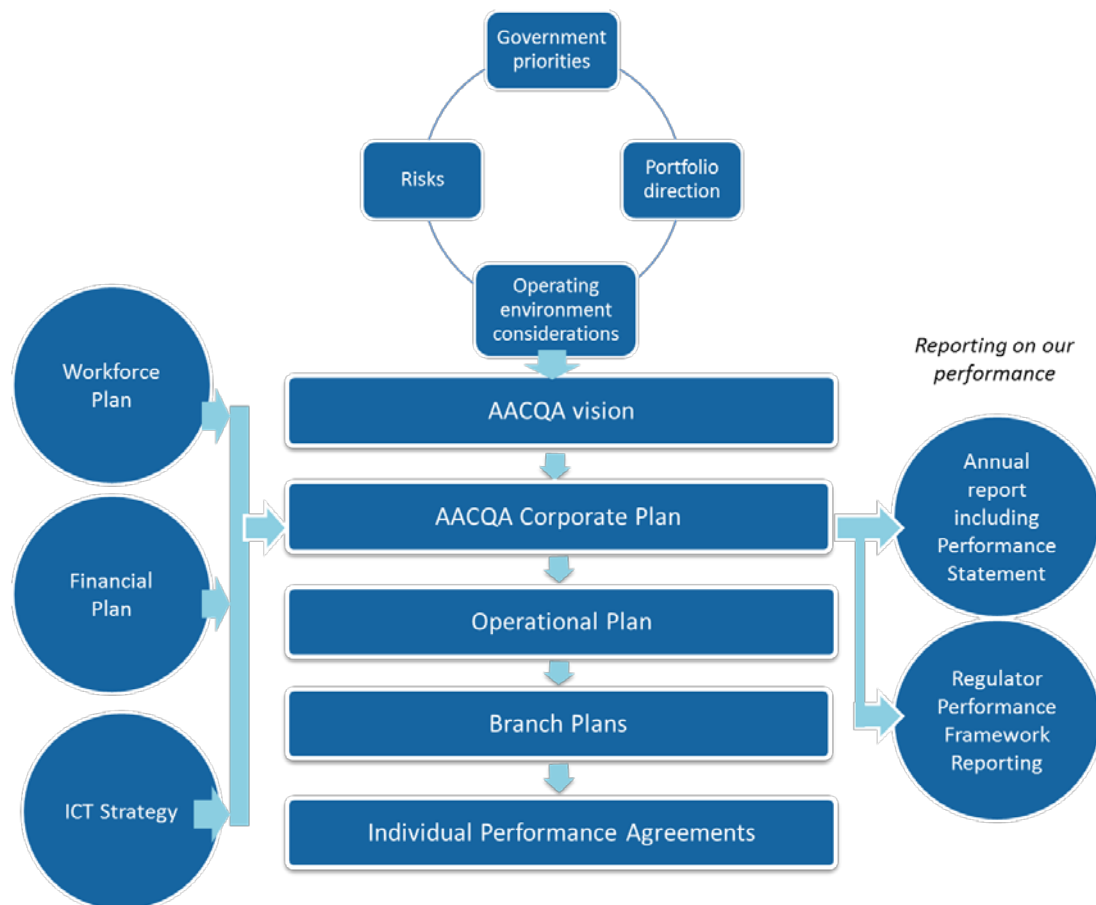 Government
priorities
Risks
Portfolio
direction
Operating
environment
considerations
Workforce
Plan
Financial
Plan
ICT Strategy
AACQA vision
AACQA Corporate Plan
Operational Plan
Branch Plans
Individual Performance Agreements
Reporting on our
performance
Annual
report
including
Performance
Statement
Regulator
Performance
Framework
Reporting